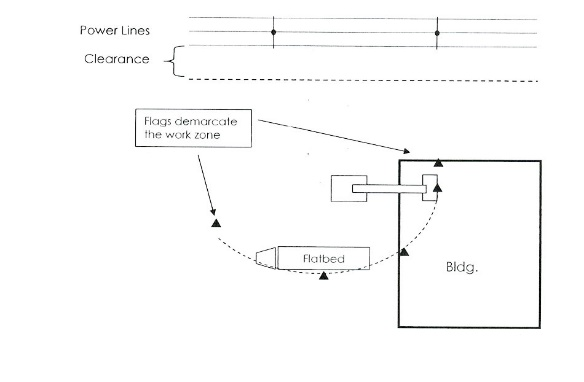 Power Lines
Clearance
Flags demarcate
the work zone
Flatbed
Bldg.